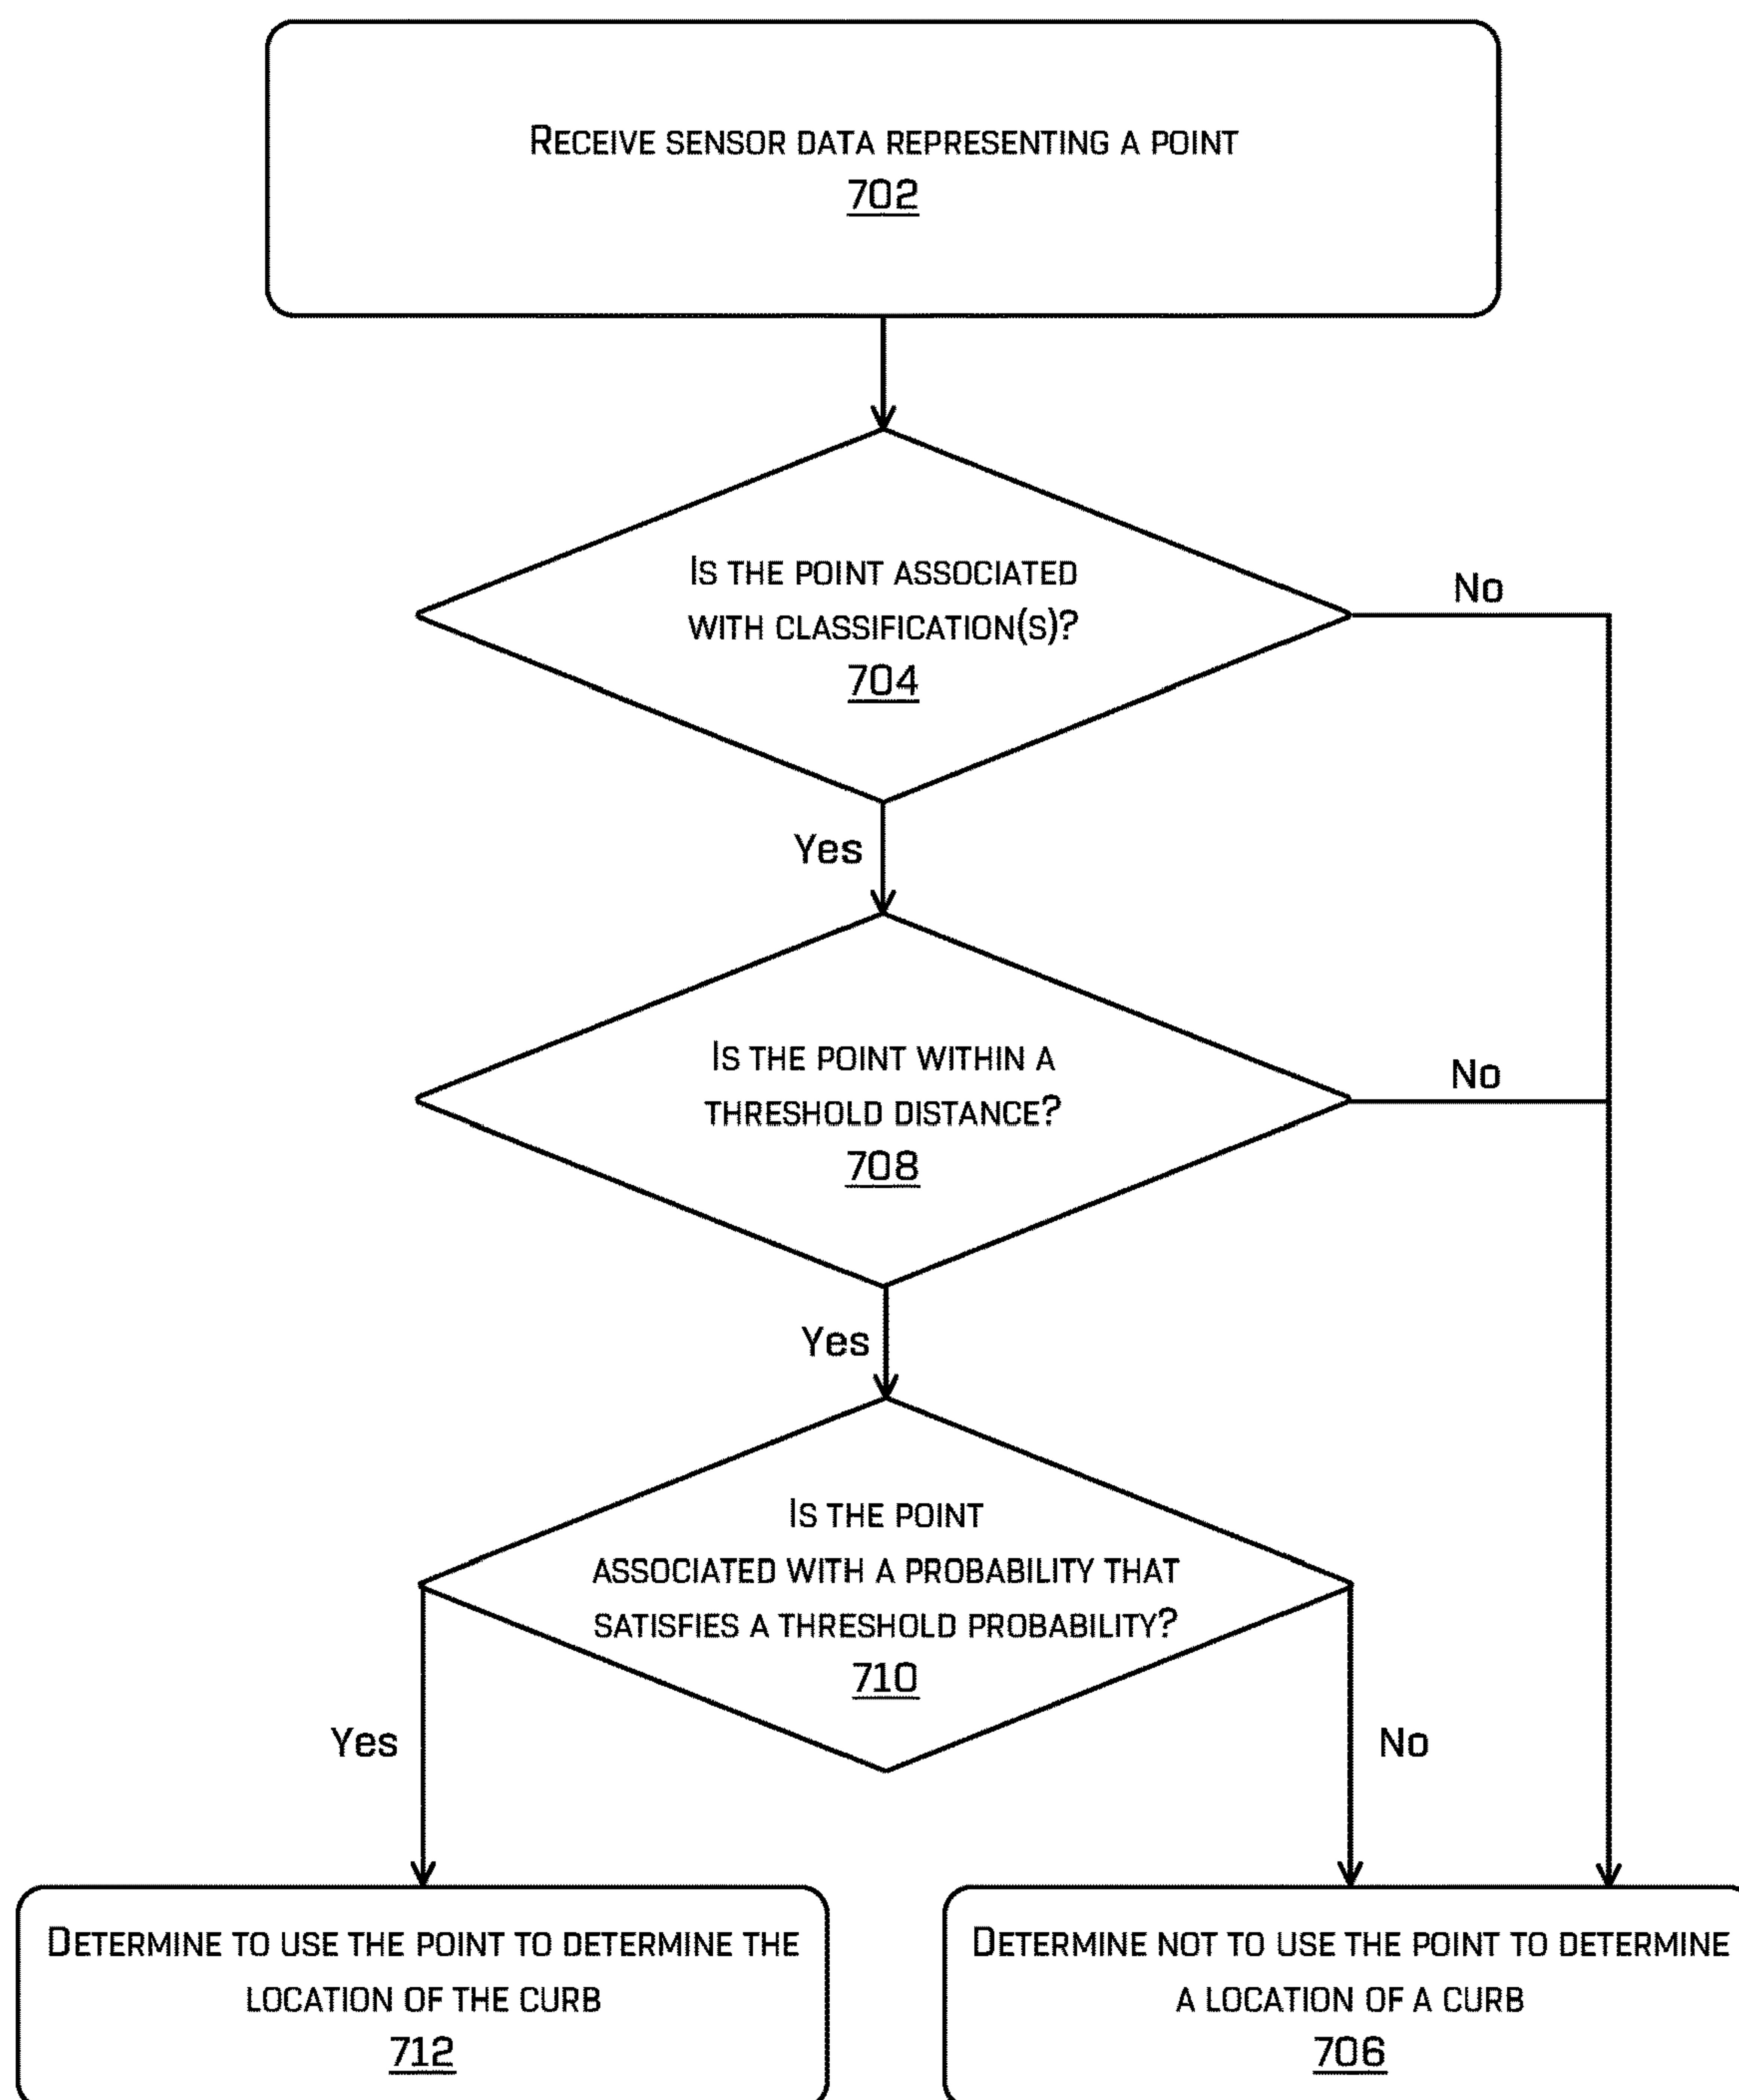 RECEIVE SENSOR DATA REPRESENTING A POINT
702
IS THE POINT ASSOCIATED
WITH CLASSIFICATION(S)?
704
No
Yes
IS THE POINT WITHIN A
THRESHOLD DISTANCE?
708
No
Yes
IS THE POINT
ASSOCIATED WITH A PROBABILITY THAT
SATISFIES A THRESHOLD PROBABILITY?
710
Yes
No
DETERMINE TO USE THE POINT TO DETERMINE THE
LOCATION OF THE CURB
712
DETERMINE NOT TO USE THE POINT TO DETERMINE
A LOCATION OF A CURB
706